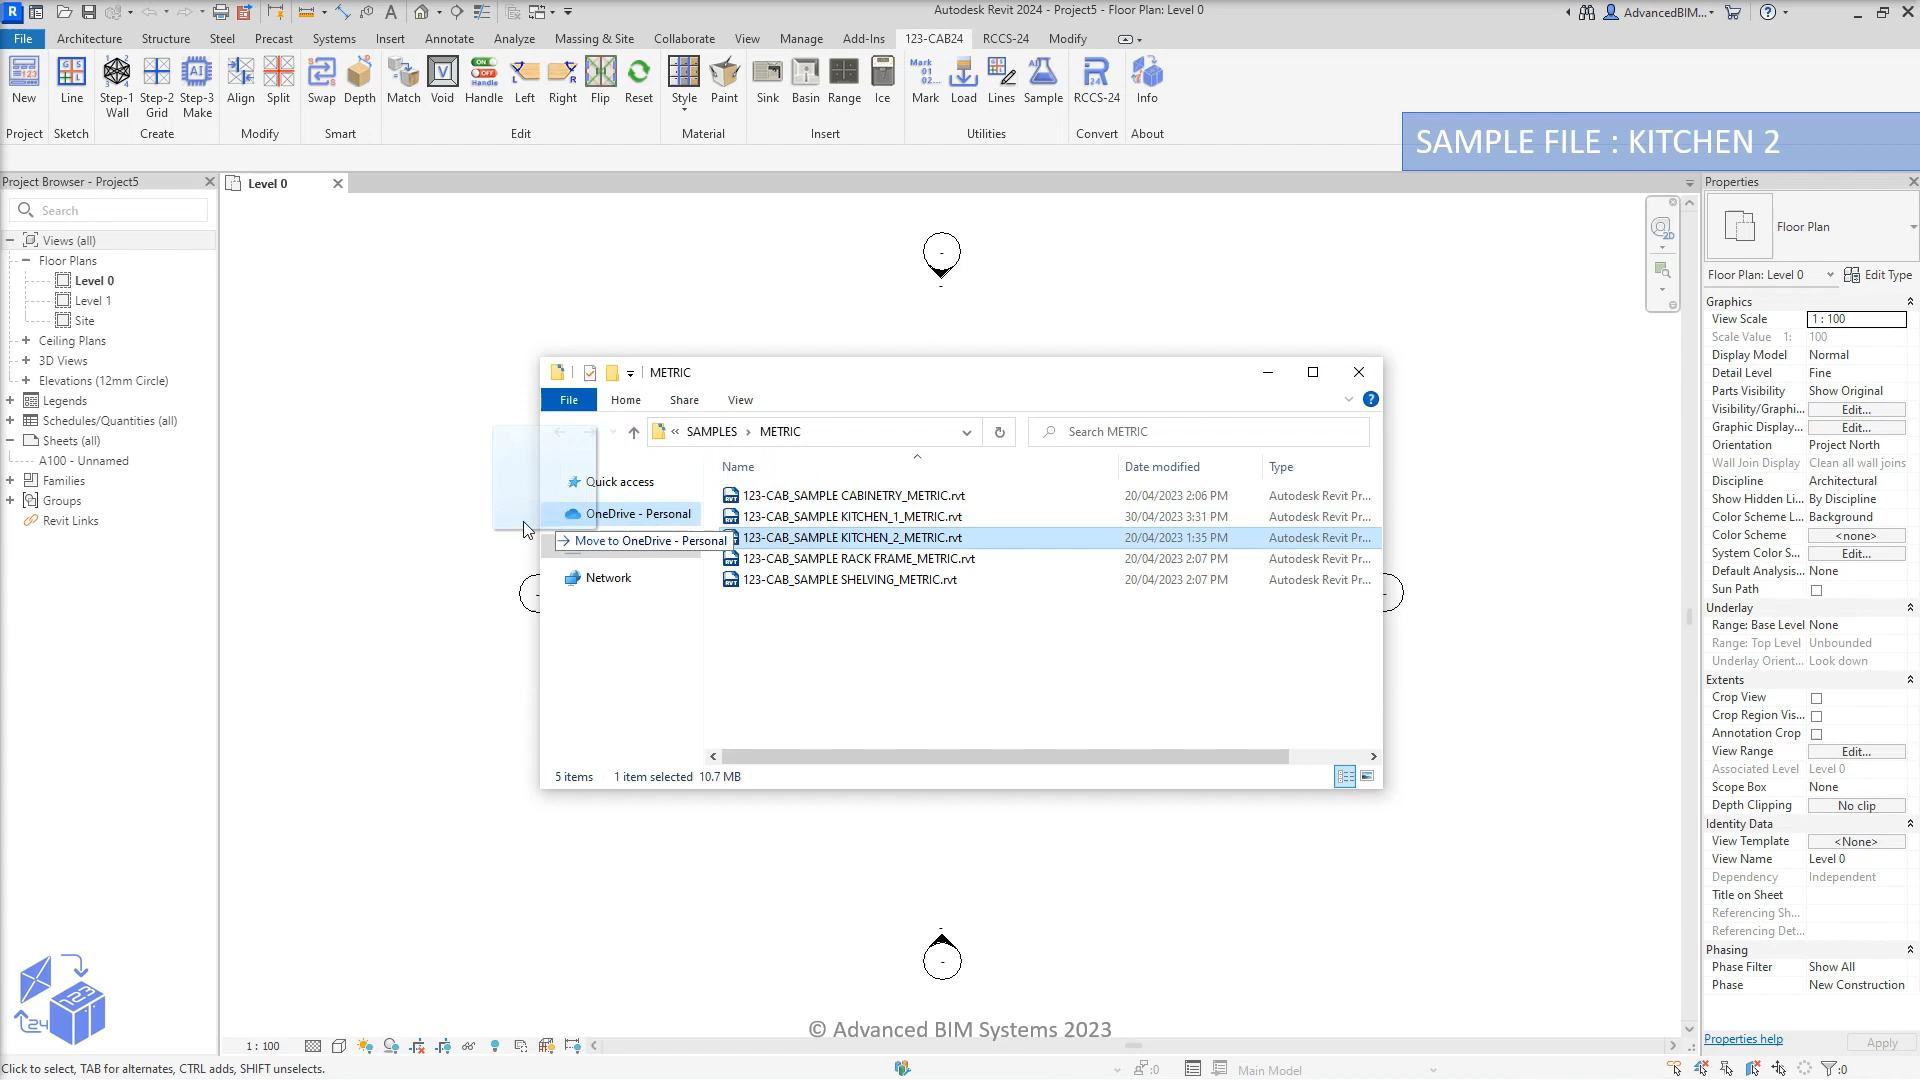 Autodesk Revit 2024 - Project5 - Floor Plan: Level 0
AdvancedBIM...
File Architecture Structure Steel Precast Systems Insert Annotate Analyze Massing & Site Collaborate View Manage Add-Ins 123-CAB24 RCCS-24 Modify
New Line Step-1 Wall Step-2 Grid Step-3 Make Align Split Swap Depth Match Void Handle Left Right Flip Reset Style Paint Sink Basin Range Ice Mark Load Lines Sample RCCS-24 Info
Project Sketch Create Modify Smart Edit Material Insert Utilities Convert About
SAMPLE FILE : KITCHEN 2
Project Browser - Project5
Search
Views (all)
Floor Plans
Level 0
Level 1
Site
Ceiling Plans
3D Views
Elevations (12mm Circle)
Legends
Schedules/Quantities (all)
Sheets (all)
A100 - Unnamed
Families
Groups
Revit Links
Level 0
METRIC
File Home Share View
SAMPLES > METRIC
Search METRIC
Name Date modified Type
Quick access
OneDrive - Personal
Move to OneDrive - Personal
Network
123-CAB_SAMPLE CABINETRY_METRIC.rvt 20/04/2023 2:06 PM Autodesk Revit Pr...
123-CAB_SAMPLE KITCHEN_1_METRIC.rvt 30/04/2023 3:31 PM Autodesk Revit Pr...
123-CAB_SAMPLE KITCHEN_2_METRIC.rvt 20/04/2023 1:35 PM Autodesk Revit Pr...
123-CAB_SAMPLE RACK FRAME_METRIC.rvt 20/04/2023 2:07 PM Autodesk Revit Pr...
123-CAB_SAMPLE SHELVING_METRIC.rvt 20/04/2023 2:07 PM Autodesk Revit Pr...
5 items 1 item selected 10.7 MB
Properties
Floor Plan
Floor Plan: Level 0 Edit Type
Graphics
View Scale 1 : 100
Scale Value 1: 100
Display Model Normal
Detail Level Fine
Parts Visibility Show Original
Visibility/Graphi... Edit...
Graphic Display... Edit...
Orientation Project North
Wall Join Display Clean all wall joins
Discipline Architectural
Show Hidden Li... By Discipline
Color Scheme L... Background
Color Scheme <none>
System Color S... Edit...
Default Analysis... None
Sun Path
Underlay
Range: Base Level None
Range: Top Level Unbounded
Underlay Orient... Look down
Extents
Crop View
Crop Region Vis...
Annotation Crop
View Range Edit...
Associated Level Level 0
Scope Box None
Depth Clipping No clip
Identity Data
View Template <None>
View Name Level 0
Dependency Independent
Title on Sheet
Referencing Sh...
Referencing Det...
Phasing
Phase Filter Show All
Phase New Construction
Properties help Apply
© Advanced BIM Systems 2023
1 : 100
Click to select, TAB for alternates, CTRL adds, SHIFT unselects.
:0
Main Model
:0